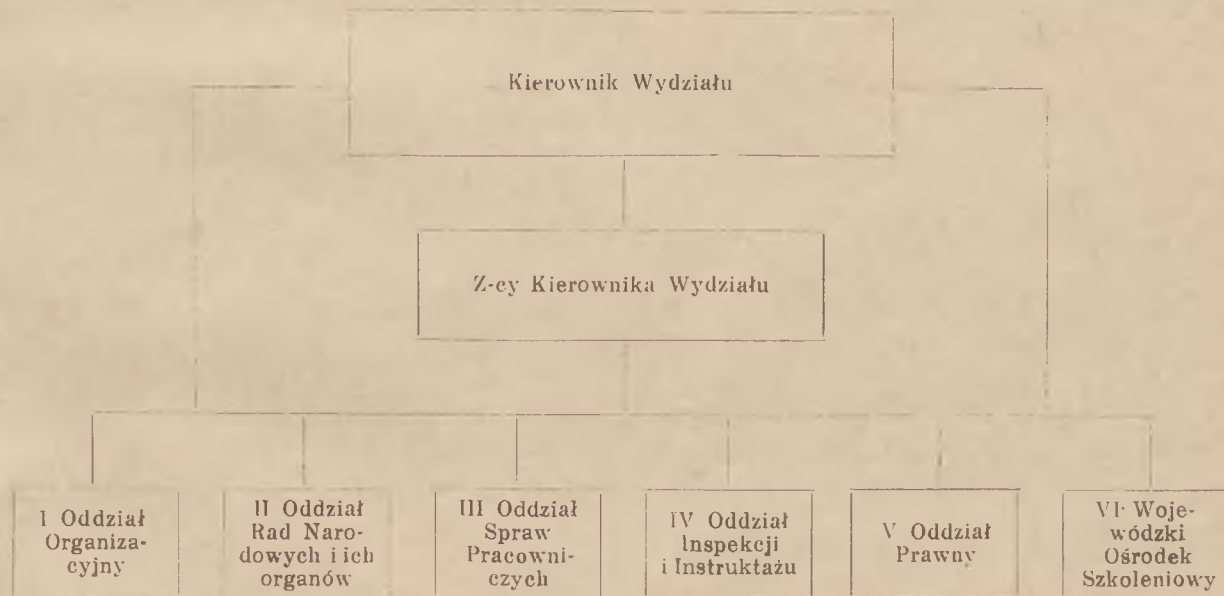 Kierownik Wydziału
Z-cy Kierownika Wydziału
I Oddział
Organiza-
cyjny
II Oddział
Rad Naro-
dowych i ich
organów
III Oddział
Spraw
Pracowni-
czych
IV Oddział
Inspekcji
i Instruktażu
V Oddział
Prawny
VI Woje-
wódzki
Ośrodek
Szkoleniowy